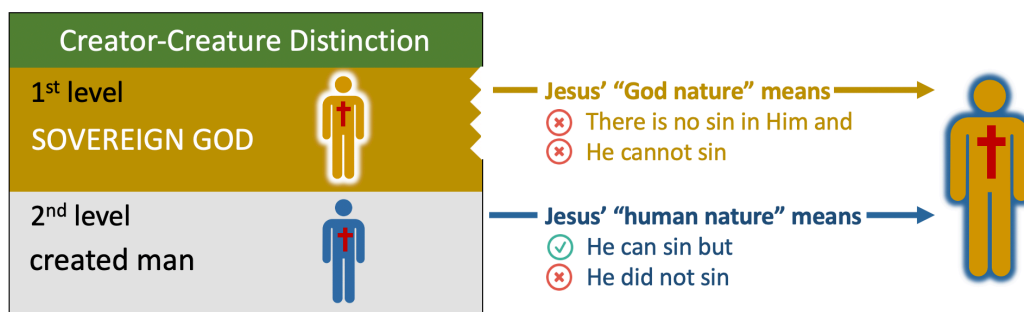 Creator-Creature Distinction
1st level
SOVEREIGN GOD
2nd level
created man
Jesus’ “God nature” means
There is no sin in Him and
He cannot sin
Jesus’ “human nature” means
He can sin but
He did not sin